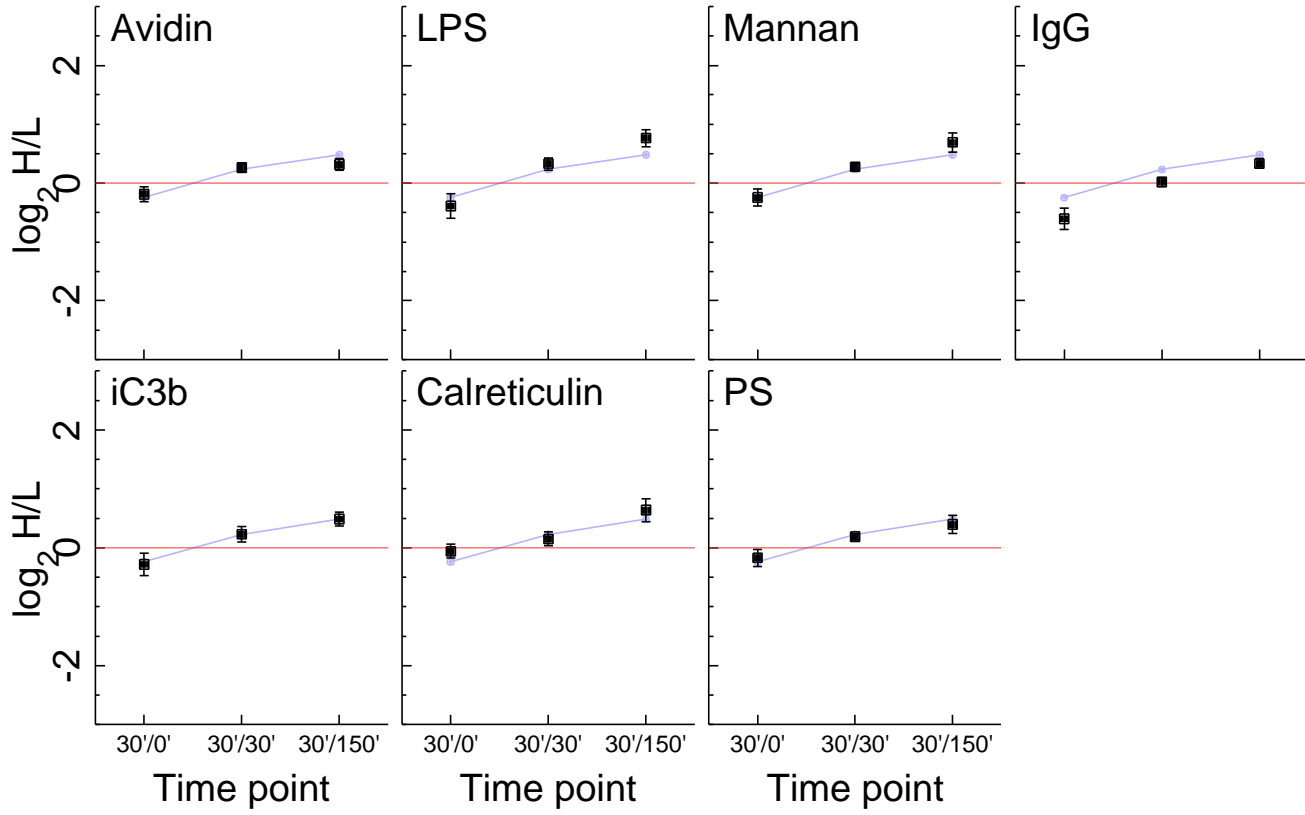 Avidin
LPS
Mannan
IgG
log2 H/L
2
0
-2
iC3b
Calreticulin
PS
log2 H/L
2
0
-2
30'/0' 30'/30' 30'/150'
30'/0' 30'/30' 30'/150'
30'/0' 30'/30' 30'/150'
Time point
Time point
Time point